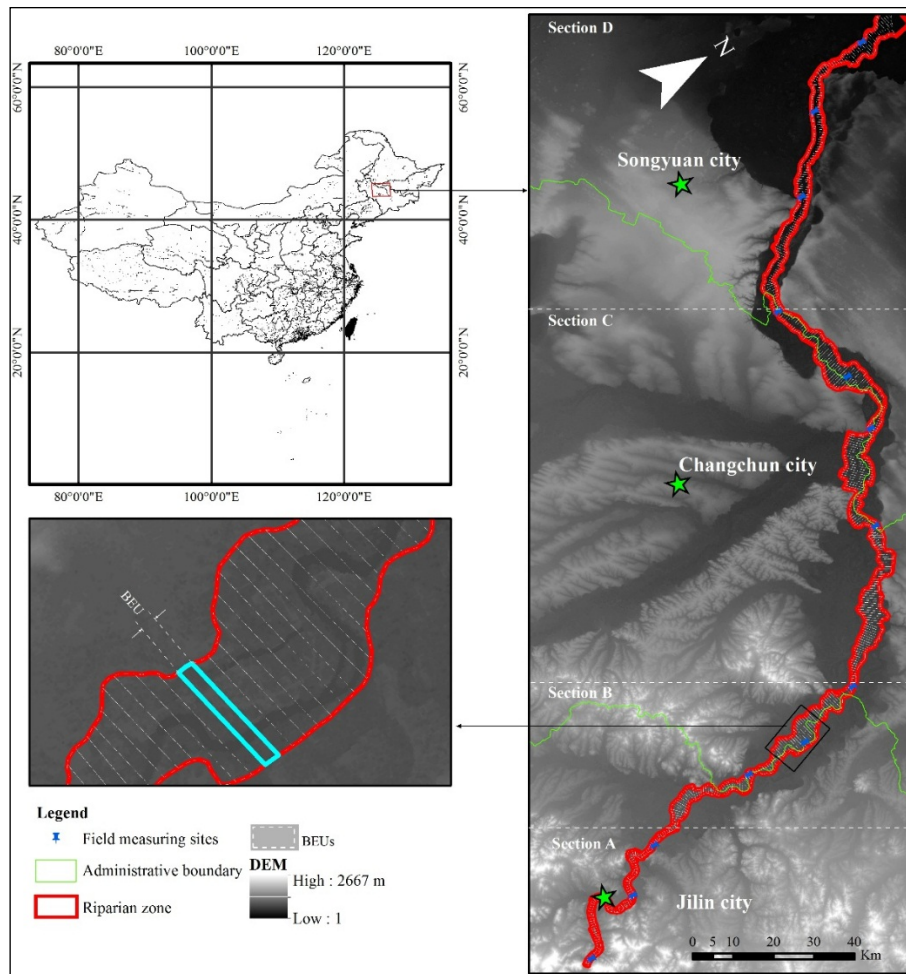 80°0'0"E
100°0'0"E
120°0'0"E
60°0'0"N
60°0'0"N
40°0'0"N
40°0'0"N
20°0'0"N
20°0'0"N
80°0'0"E
100°0'0"E
120°0'0"E
BEU
Legend
Field measuring sites
Administrative boundary
Riparian zone
BEUs
DEM
High : 2667 m
Low : 1
Section D
N
Songyuan city
Section C
Changchun city
Section B
Section A
Jilin city
0 5 10 20 30 40
Km